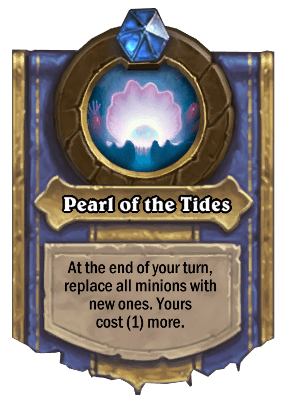 Pearl of the Tides
At the end of your turn,
replace all minions with
new ones. Yours
cost (1) more.